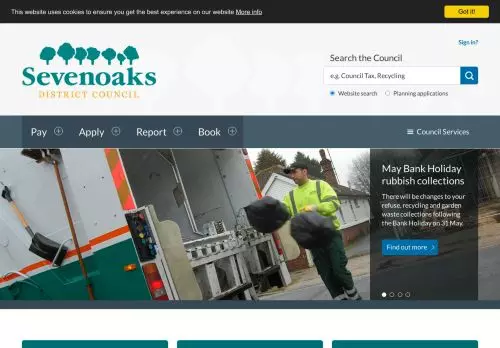 This website uses cookies to ensure you get the best experience on our website More info
Got it!
Sign in?
Sevenoaks
DISTRICT COUNCIL
Search the Council
e.g. Council Tax, Recycling
Website search
Planning applications
Pay
Apply
Report
Book
Council Services
May Bank Holiday
rubbish collections
There will be changes to your
refuse, recycling and garden
waste collections following
the Bank Holiday on 31 May.
Find out more